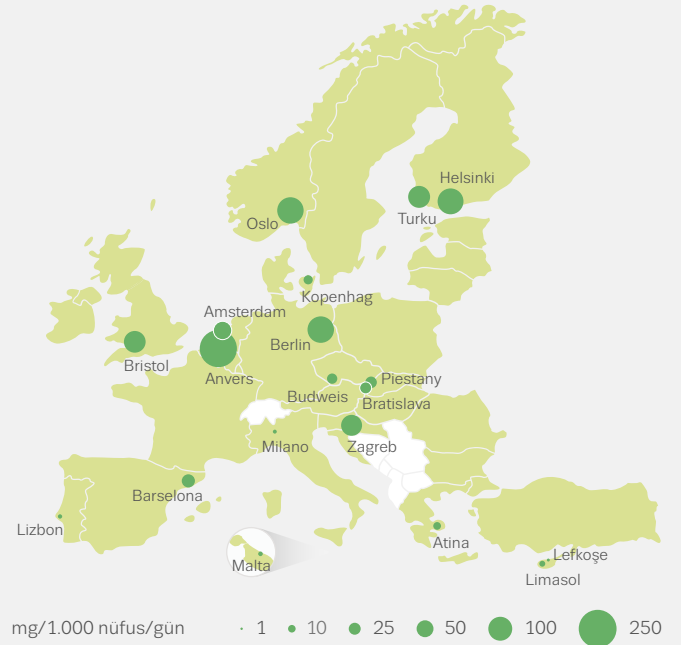 Helsinki
Turku
Oslo
Kopenhag
Amsterdam
Berlin
Bristol
Anvers
Piestany
Budweis
Bratislava
Milano
Zagreb
Barselona
Lizbon
Atina
Lefkoşe
Malta
Limasol
mg/1.000 nüfus/gün 1 10 25 50 100 250